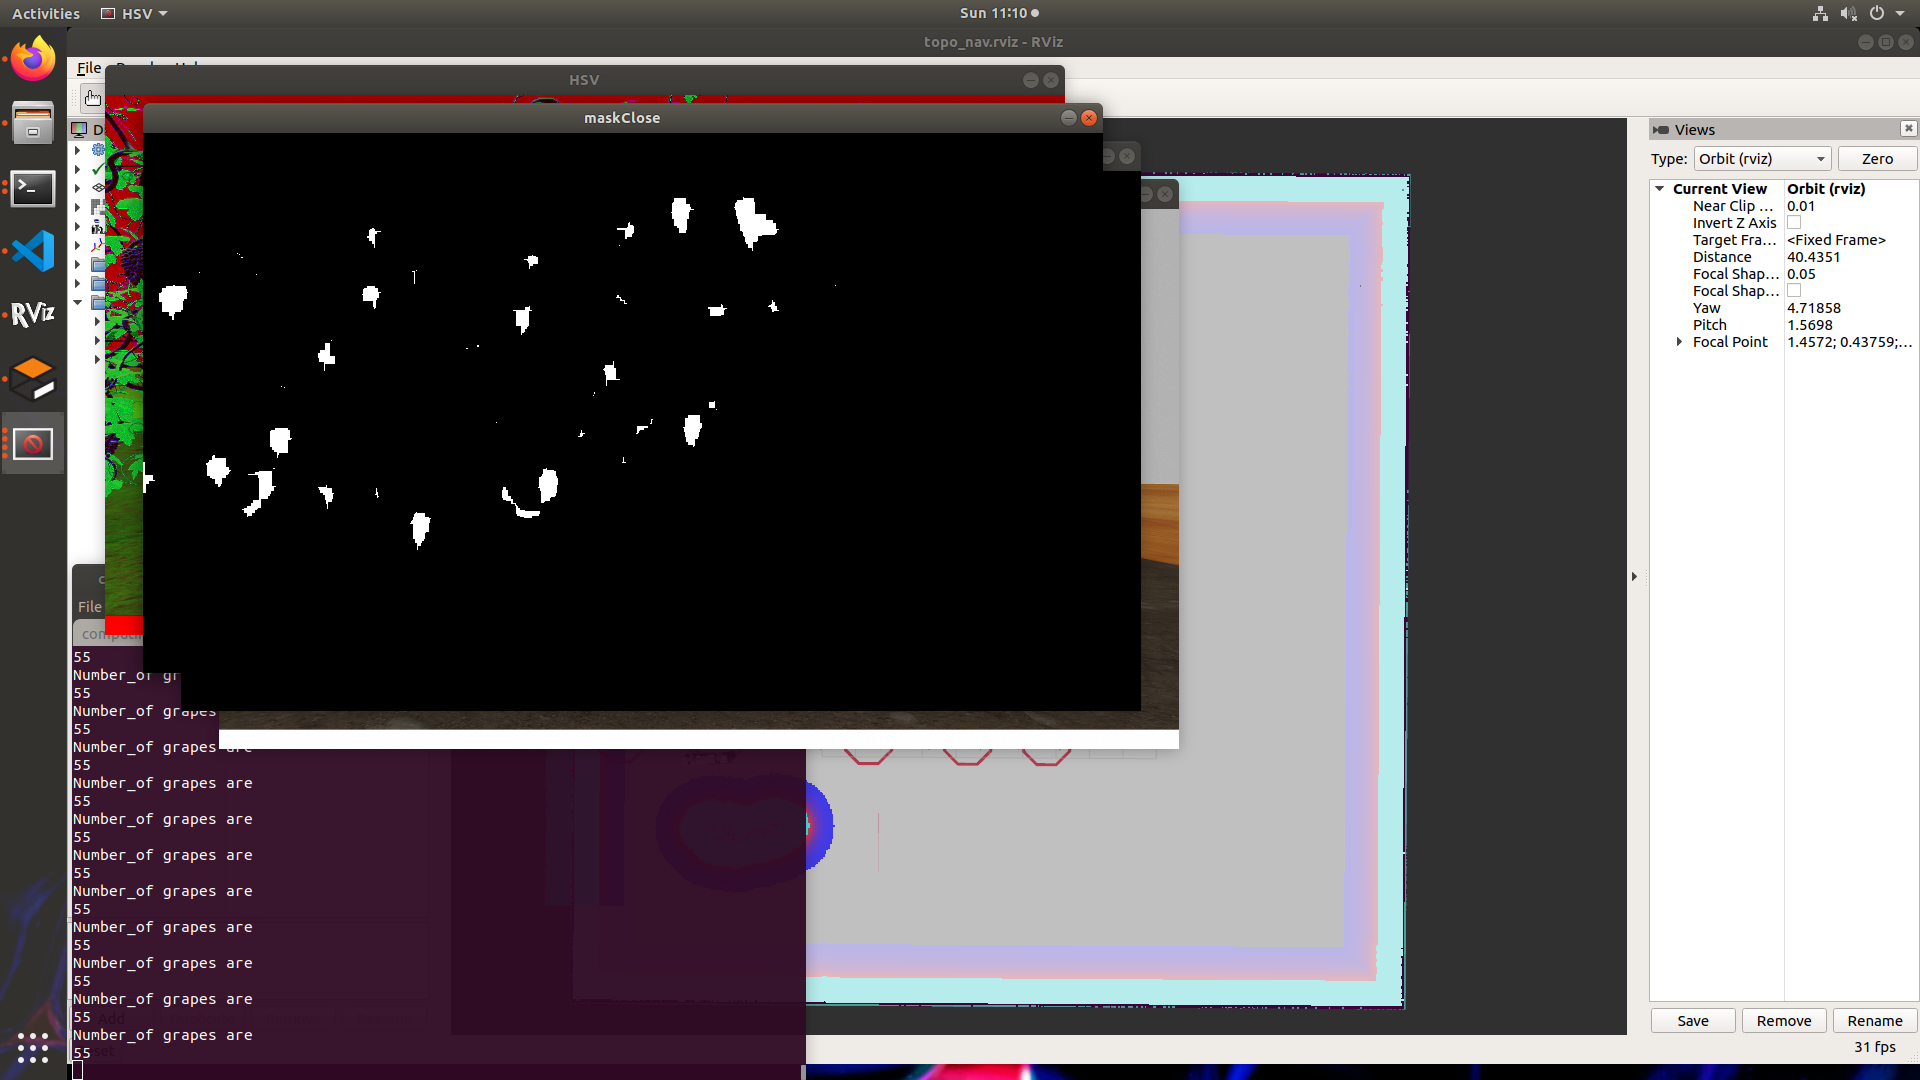 Activities
HSV
Sun 11:10
topo_nav.rviz - RViz
File
HSV
maskClose
D
RViz
Views
Type:
Orbit (rviz)
Zero
Current View
Orbit (rviz)
Near Clip ...
0.01
Invert Z Axis
Target Fra...
<Fixed Frame>
Distance
40.4351
Focal Shap...
0.05
Focal Shap...
Yaw
4.71858
Pitch
1.5698
Focal Point
1.4572; 0.43759;...
File
55
Number_of gr
55
Number_of grapes
55
Number_of grapes are
55
Number_of grapes are
55
Number_of grapes are
55
Number_of grapes are
55
Number_of grapes are
55
Number_of grapes are
55
Number_of grapes are
55
Number_of grapes are
55
Number_of grapes are
55
Add
Save
Remove
Rename
31 fps